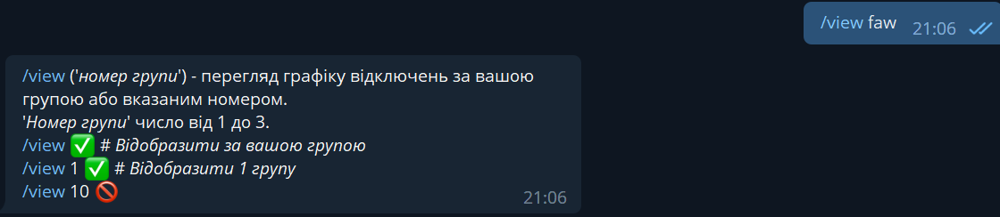 /view faw 21:06
/view ('номер групи') - перегляд графіку відключень за вашою
групою або вказаним номером.
'Номер групи' число від 1 до 3.
/view ✅ # Відобразити за вашою групою
/view 1 ✅ # Відобразити 1 групу
/view 10 🚫
21:06